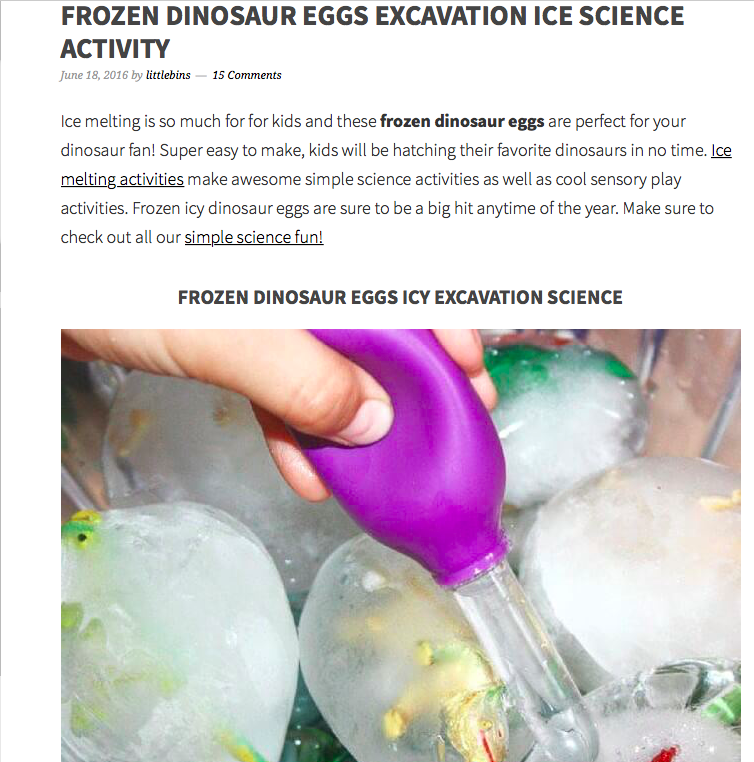 FROZEN DINOSAUR EGGS EXCAVATION ICE SCIENCE
ACTIVITY
June 18, 2016 by littlebins — 15 Comments
Ice melting is so much for for kids and these frozen dinosaur eggs are perfect for your
dinosaur fan! Super easy to make, kids will be hatching their favorite dinosaurs in no time. Ice
melting activities make awesome simple science activities as well as cool sensory play
activities. Frozen icy dinosaur eggs are sure to be a big hit anytime of the year. Make sure to
check out all our simple science fun!
FROZEN DINOSAUR EGGS ICY EXCAVATION SCIENCE